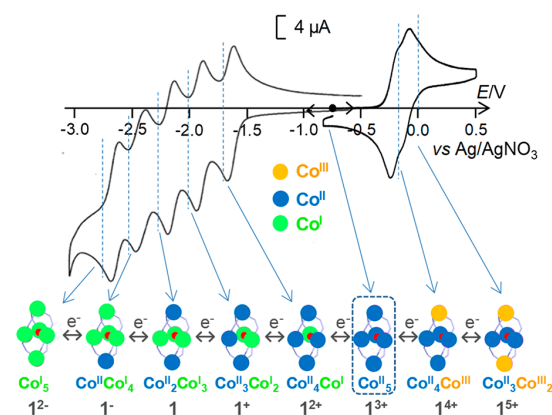 4 µA
E/V
-3.0 -2.5 -2.0 -1.5 -1.0 -0.5 0.0 0.5
vs Ag/AgNO₃
Coᴵᴵᴵ
Coᴵᴵ
Coᴵ
e⁻ e⁻ e⁻ e⁻ e⁻ e⁻ e⁻
Coᴵ₅ CoᴵᴵCoᴵ₄ Coᴵᴵ₂Coᴵ₃ Coᴵᴵ₃Coᴵ₂ Coᴵᴵ₄Coᴵ Coᴵᴵ₅ Coᴵᴵ₄Coᴵᴵᴵ Coᴵᴵ₃Coᴵᴵᴵ₂
1²⁻ 1⁻ 1 1⁺ 1²⁺ 1³⁺ 1⁴⁺ 1⁵⁺